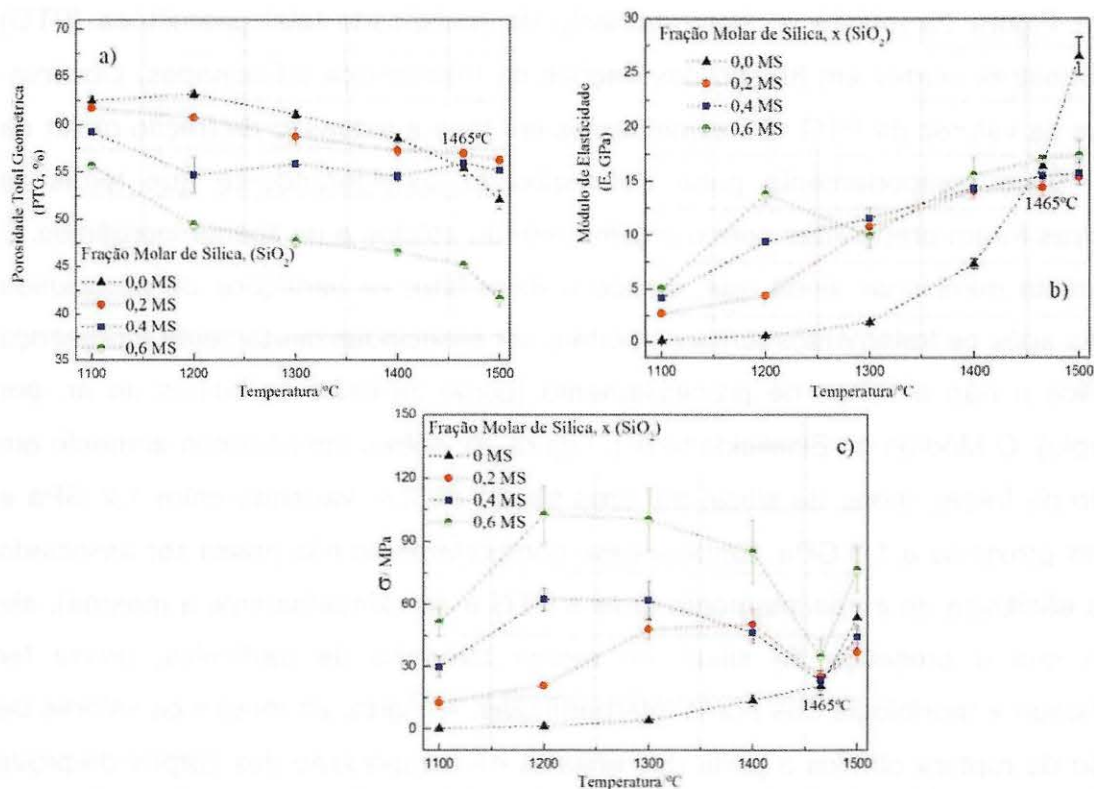 a)
Porosidade Total Geométrica
(PTG, %)
70
65
60
55
50
45
40
35
1465ºC
Fração Molar de Sílica, (SiO2)
0,0 MS
0,2 MS
0,4 MS
0,6 MS
1100
1200
1300
1400
1500
Temperatura/ºC
Módulo de Elasticidade
(E, GPa)
30
25
20
15
10
5
0
Fração Molar de Sílica, x (SiO2)
0,0 MS
0,2 MS
0,4 MS
0,6 MS
1465ºC
b)
1100
1200
1300
1400
1500
Temperatura/ºC
σ/ MPa
150
120
90
60
30
0
Fração Molar de Sílica, x (SiO2)
0 MS
0,2 MS
0,4 MS
0,6 MS
c)
1465ºC
1100
1200
1300
1400
1500
Temperatura/ºC